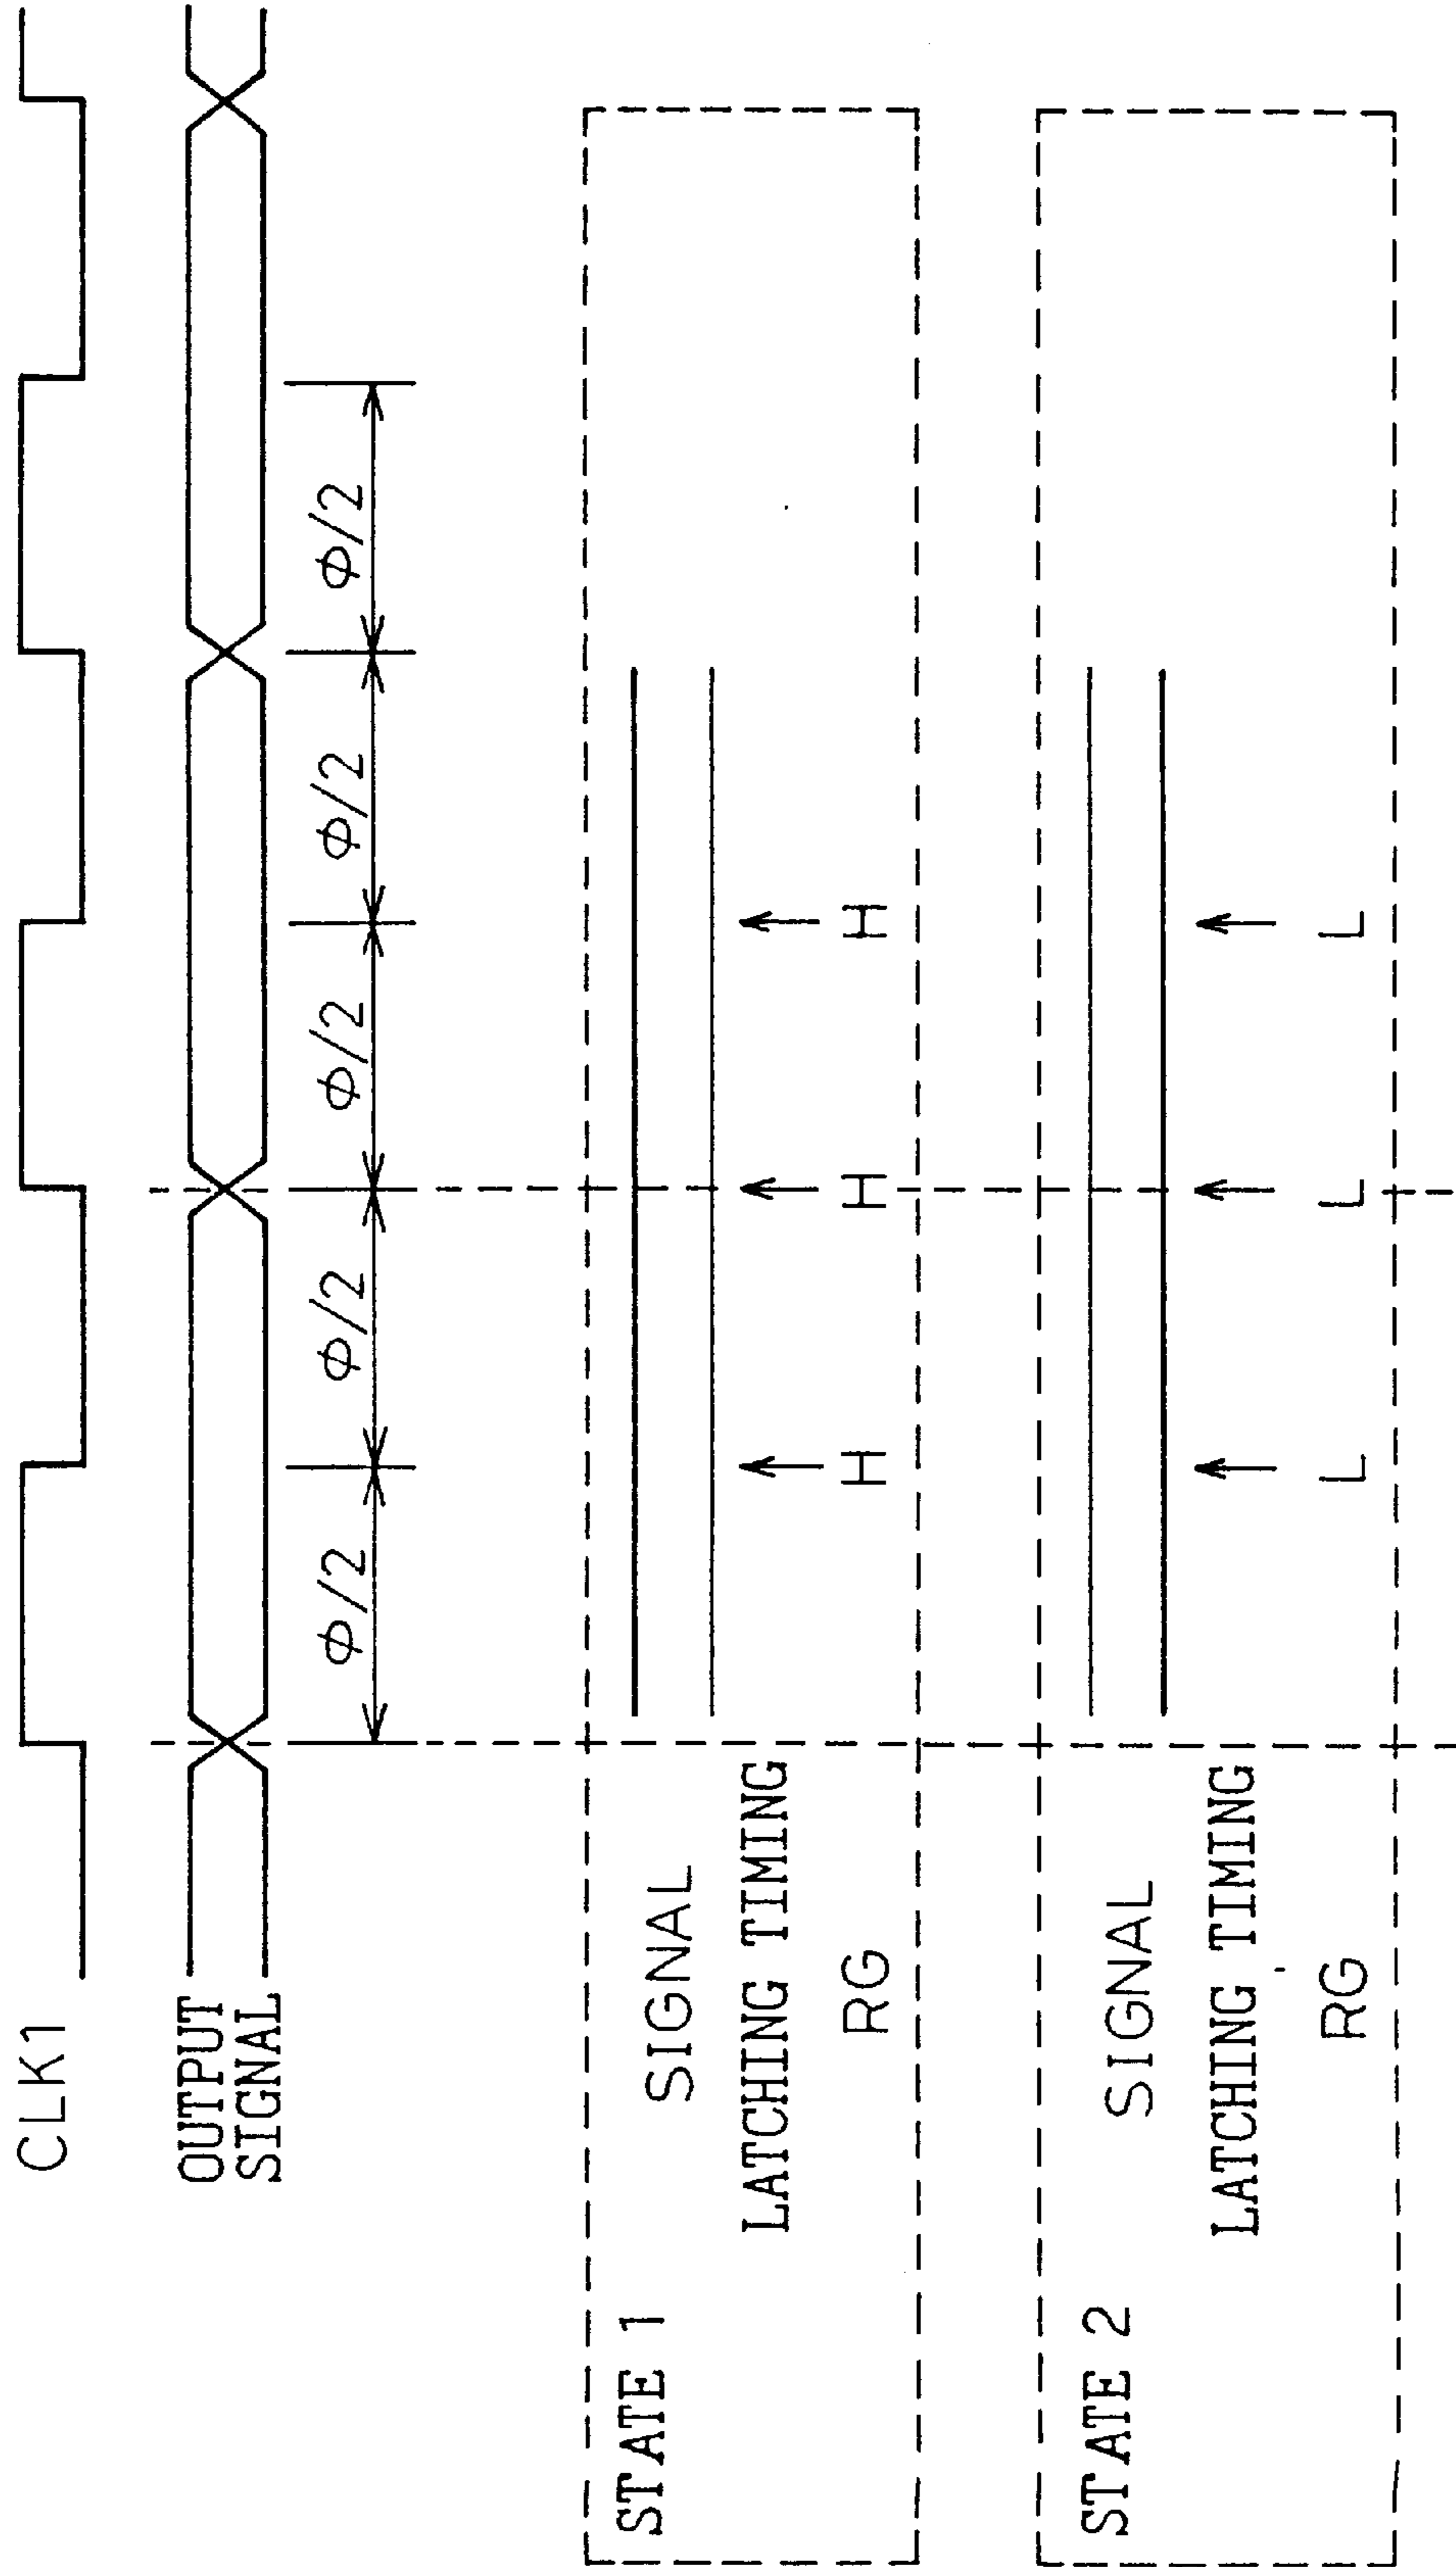 CLK1
OUTPUT
SIGNAL
ϕ/2 ϕ/2 ϕ/2 ϕ/2 ϕ/2
STATE 1
SIGNAL
LATCHING TIMING
RG H H H
STATE 2
SIGNAL
LATCHING TIMING
RG L L L